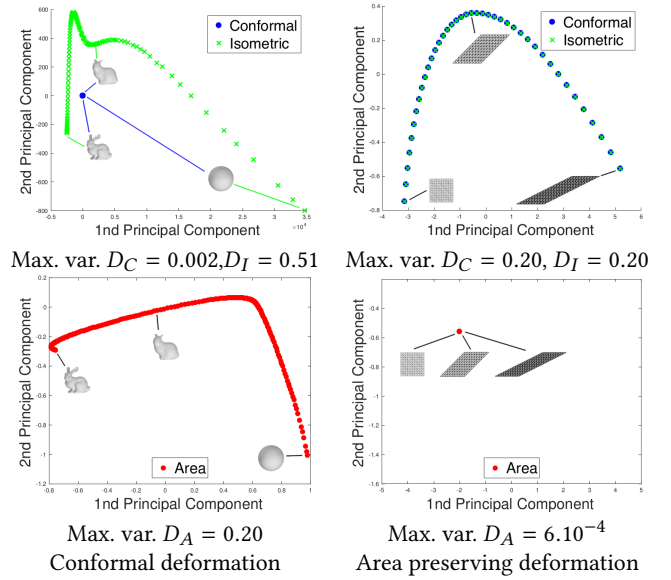 2nd Principal Component
600
400
200
0
-200
-400
-600
-800
Conformal
Isometric
-0.5 0 0.5 1 1.5 2 2.5 3 3.5
× 10⁴
1nd Principal Component
2nd Principal Component
0.4
0.2
0
-0.2
-0.4
-0.6
-0.8
Conformal
Isometric
-4 -3 -2 -1 0 1 2 3 4 5 6
1nd Principal Component
Max. var. D_C = 0.002,D_I = 0.51
Max. var. D_C = 0.20, D_I = 0.20
2nd Principal Component
0.2
0
-0.2
-0.4
-0.6
-0.8
-1
-1.2
Area
-0.8 -0.6 -0.4 -0.2 0 0.2 0.4 0.6 0.8 1
1nd Principal Component
2nd Principal Component
-0.6
-0.8
-1
-1.2
-1.4
-1.6
Area
-5 -4 -3 -2 -1 0 1 2 3 4 5
1nd Principal Component
Max. var. D_A = 0.20
Max. var. D_A = 6.10⁻⁴
Conformal deformation
Area preserving deformation